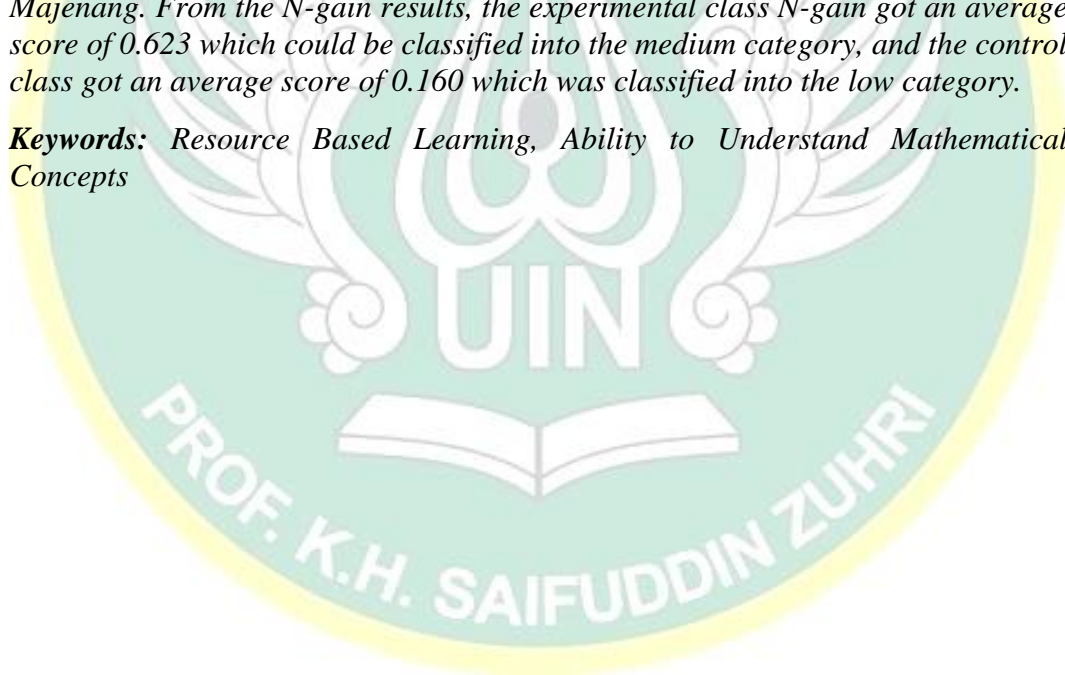 Majenang. From the N-gain results, the experimental class N-gain got an average
score of 0.623 which could be classified into the medium category, and the control
class got an average score of 0.160 which was classified into the low category.
Keywords: Resource Based Learning, Ability to Understand Mathematical
Concepts
UIN
PROF. K.H. SAIFUDDIN ZUHRI